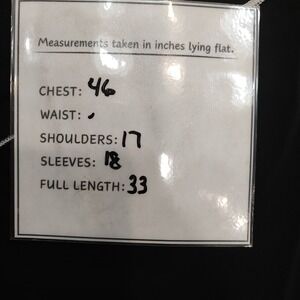 Measurements taken in inches lying flat.
CHEST: 46
WAIST: .
SHOULDERS: 17
SLEEVES: 18
FULL LENGTH: 33